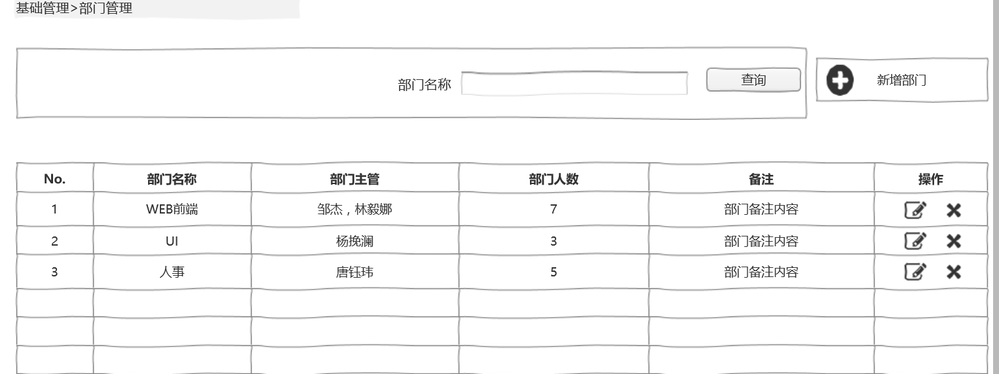 基础管理>部门管理
部门名称 查询 新增部门
No. 部门名称 部门主管 部门人数 备注 操作
1 WEB前端 邹杰，林毅娜 7 部门备注内容
2 UI 杨挽澜 3 部门备注内容
3 人事 唐钰玮 5 部门备注内容